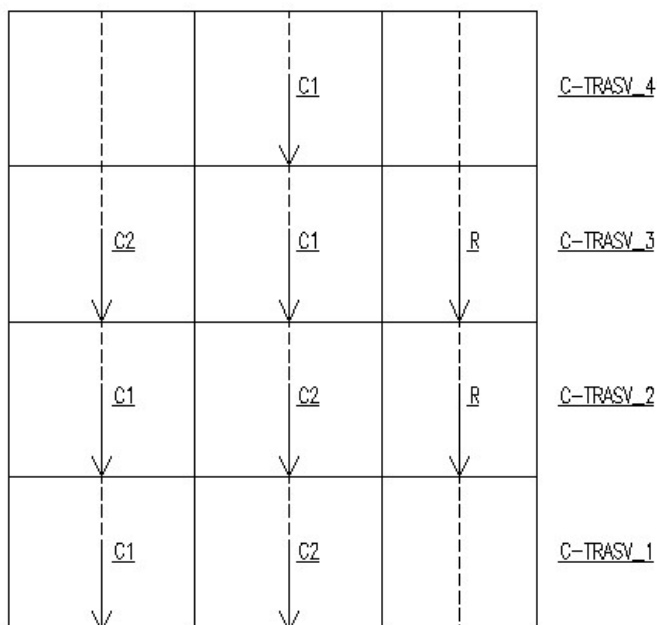 C1 C-TRASV_4
C2 C1 R C-TRASV_3
C1 C2 R C-TRASV_2
C1 C2 C-TRASV_1